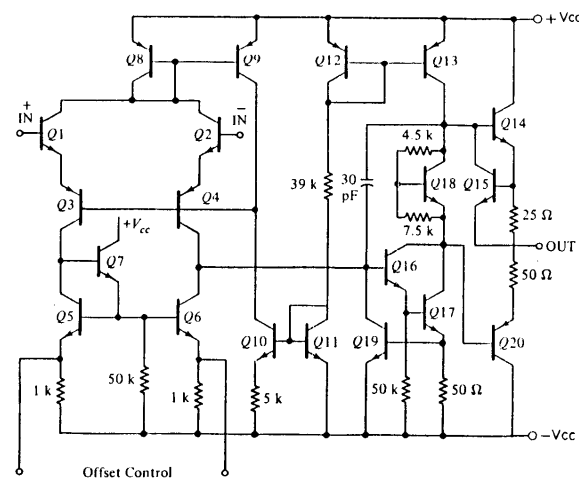 + Vcc
Q8
Q9
Q12
Q13
+
IN
Q1
−
IN
Q2
Q14
4.5 k
Q18
Q15
39 k
30
pF
25 Ω
7.5 k
Q3
Q4
+Vcc
OUT
Q7
Q16
50 Ω
Q5
Q6
Q17
Q10
Q11
Q19
Q20
1 k
50 k
1 k
5 k
50 k
50 Ω
−Vcc
Offset Control